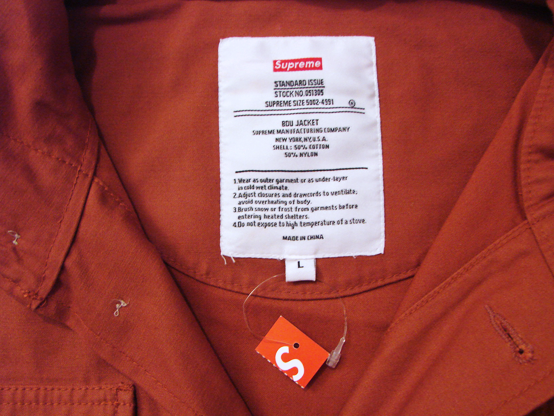 Supreme
STANDARD ISSUE
STOCK NO.051305
SUPREME SIZE 5002-4591 ®
BDU JACKET
SUPREME MANUFACTURING COMPANY
NEW YORK,N.Y.U.S.A.
SHELL: 50% COTTON
50% NYLON
1.Wear as outer garment or as under-layer
in cold wet climate.
2.Adjust closures and drawcords to ventilate;
avoid overheating of body.
3.Brush snow or frost from garments before
entering heated shelters.
4.Do not expose to high temperature of a stove.
MADE IN CHINA
L
S